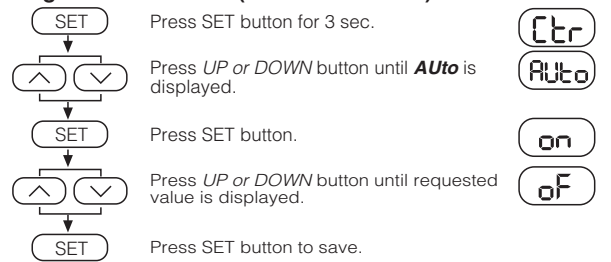 SET Press SET button for 3 sec. Ctr
Press UP or DOWN button until AUto is AUto
displayed.
SET Press SET button. on
Press UP or DOWN button until requested oF
value is displayed.
SET Press SET button to save.